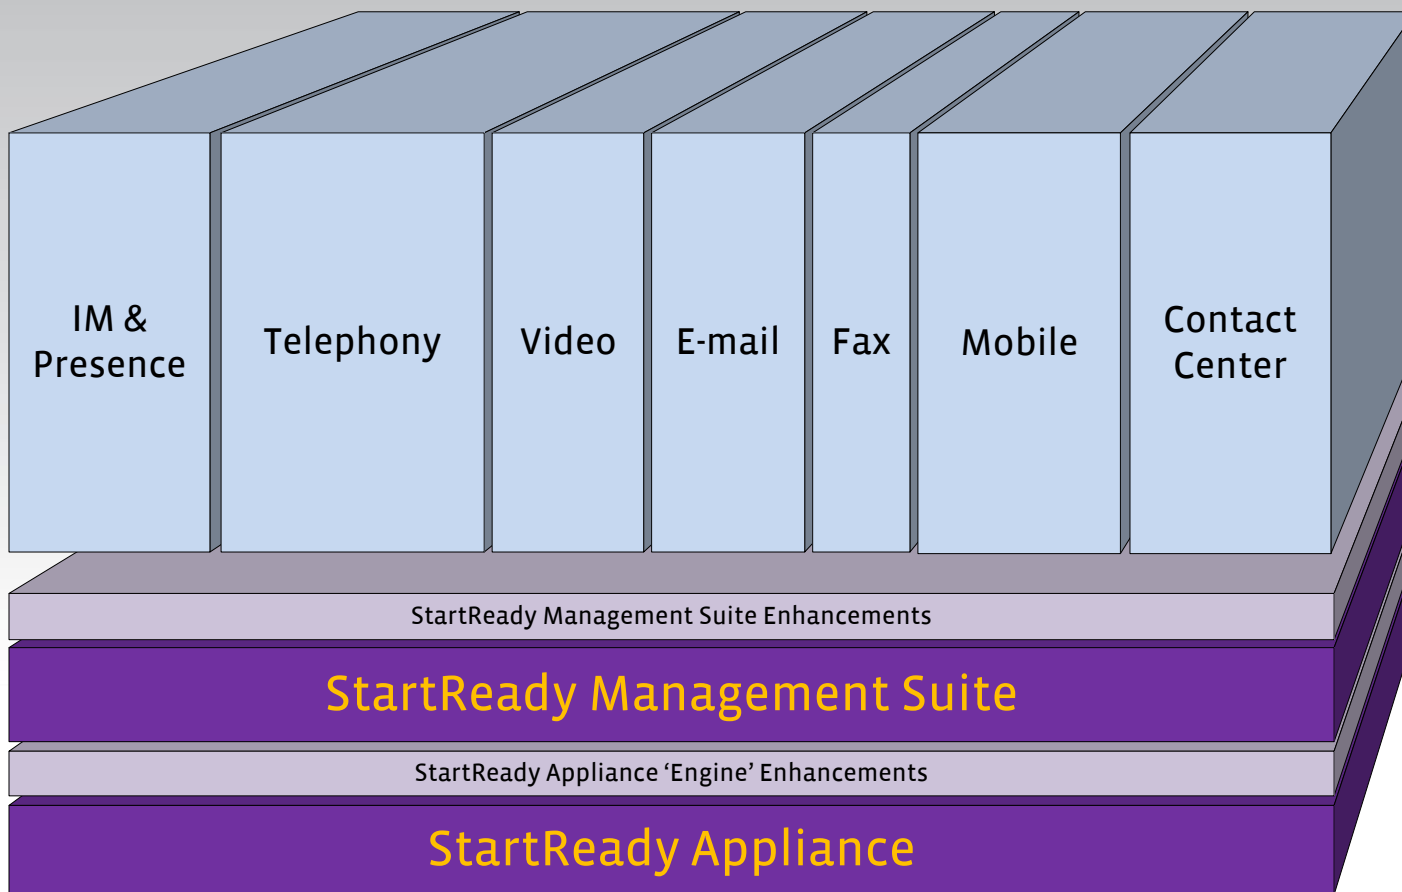 IM &
Presence
Telephony
Video
E-mail
Fax
Mobile
Contact
Center
StartReady Management Suite Enhancements
StartReady Management Suite
StartReady Appliance ‘Engine’ Enhancements
StartReady Appliance